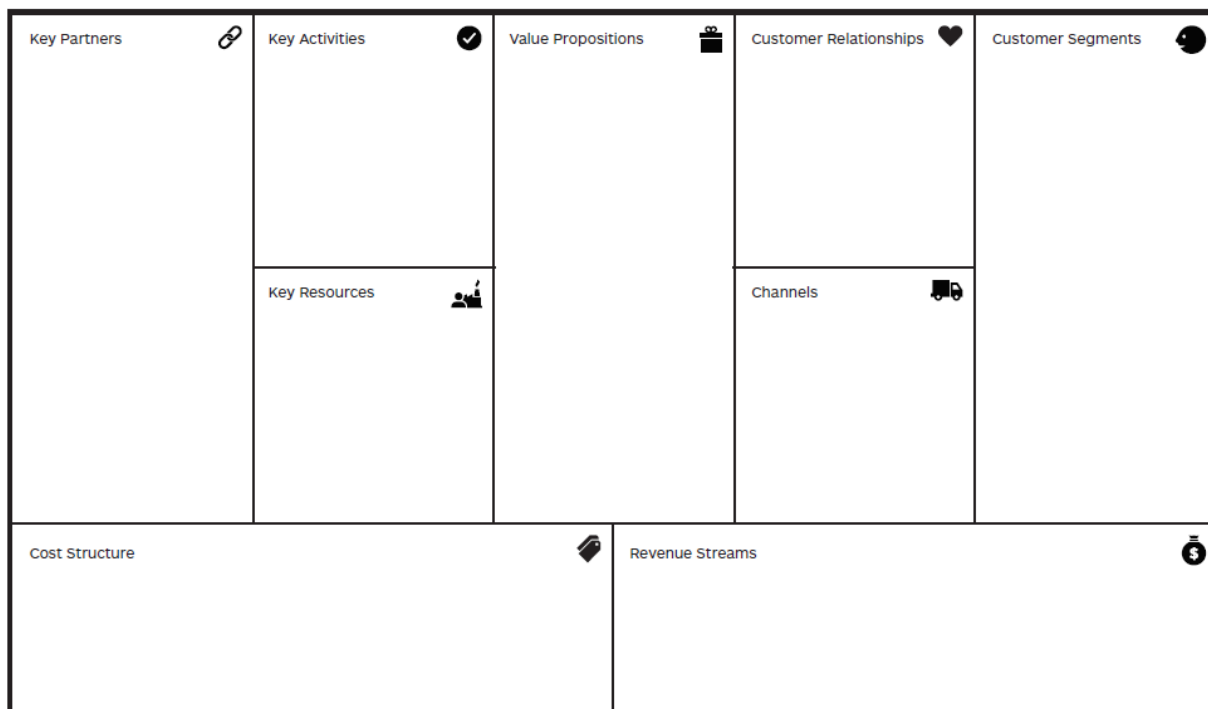 Key Partners
Key Activities
Value Propositions
Customer Relationships
Customer Segments
Key Resources
Channels
Cost Structure
Revenue Streams
$